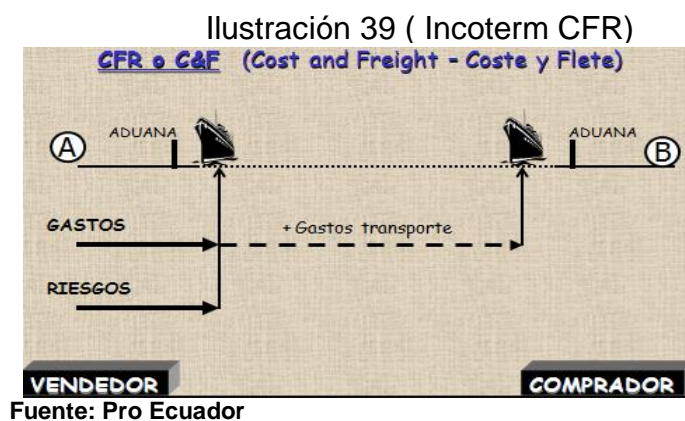 Ilustración 39 ( Incoterm CFR)
CFR o C&F (Cost and Freight - Coste y Flete)
ADUANA
ADUANA
A
B
GASTOS
+ Gastos transporte
RIESGOS
VENDEDOR
COMPRADOR
Fuente: Pro Ecuador